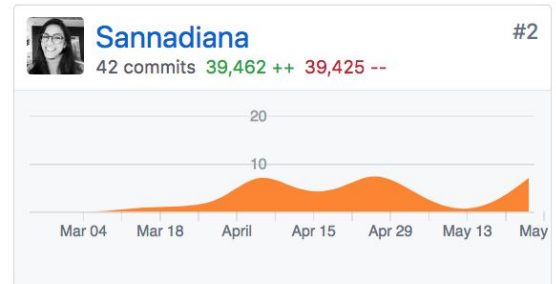 Sannadiana #2
42 commits 39,462 ++ 39,425 --
20
10
Mar 04 Mar 18 April Apr 15 Apr 29 May 13 May